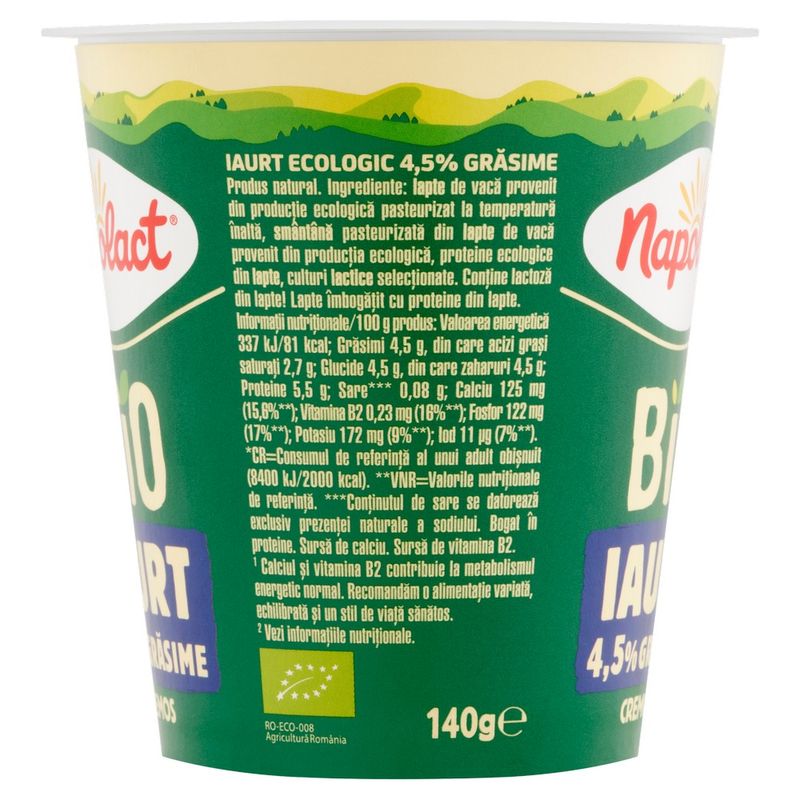 IAURT ECOLOGIC 4,5% GRĂSIME
Produs natural. Ingrediente: lapte de vacă provenit
din producție ecologică pasteurizat la temperatură
înaltă, smântână pasteurizată din lapte de vacă
provenit din producția ecologică, proteine ecologice
din lapte, culturi lactice selecționate. Conține lactoză
din lapte! Lapte îmbogățit cu proteine din lapte.
Informații nutriționale/100 g produs: Valoarea energetică
337 kJ/81 kcal; Grăsimi 4,5 g, din care acizi grași
saturați 2,7 g; Glucide 4,5 g, din care zaharuri 4,5 g;
Proteine 5,5 g; Sare*** 0,08 g; Calciu 125 mg
(15,6%**); Vitamina B2 0,23 mg (16%**); Fosfor 122 mg
(17%**); Potasiu 172 mg (9%**); Iod 11 µg (7%**).
*CR=Consumul de referință al unui adult obișnuit
(8400 kJ/2000 kcal). **VNR=Valorile nutriționale
de referință. ***Conținutul de sare se datorează
exclusiv prezenței naturale a sodiului. Bogat în
proteine. Sursă de calciu. Sursă de vitamina B2.
¹ Calciul și vitamina B2 contribuie la metabolismul
energetic normal. Recomandăm o alimentație variată,
echilibrată și un stil de viață sănătos.
² Vezi informațiile nutriționale.
RO-ECO-008
Agricultură România
140g℮
olact®
iO
URT
GRĂSIME
EMOS
Napol
Bi
IAU
4,5% GR
CREM